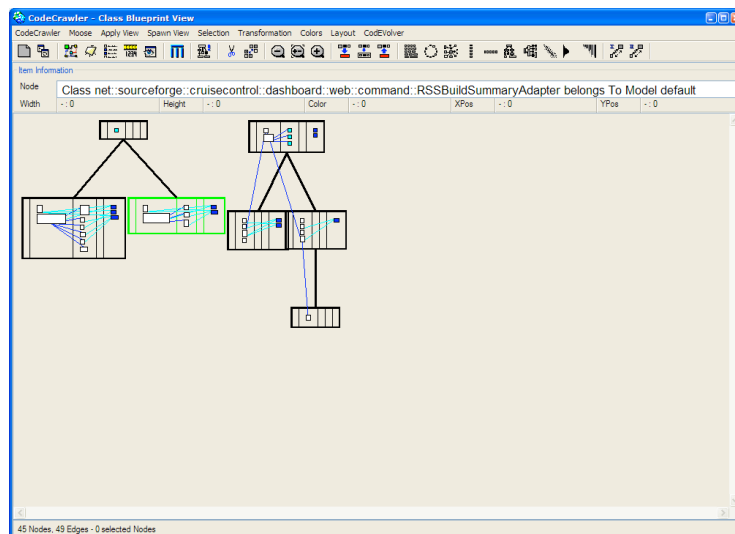 CodeCrawler - Class Blueprint View
CodeCrawler Moose Apply View Spawn View Selection Transformation Colors Layout CodEVolver
Item Information
Node Class net::sourceforge::cruisecontrol::dashboard::web::command::RSSBuildSummaryAdapter belongs To Model default
Width - : 0 Height - : 0 Color - : 0 XPos - : 0 YPos - : 0
45 Nodes, 49 Edges - 0 selected Nodes